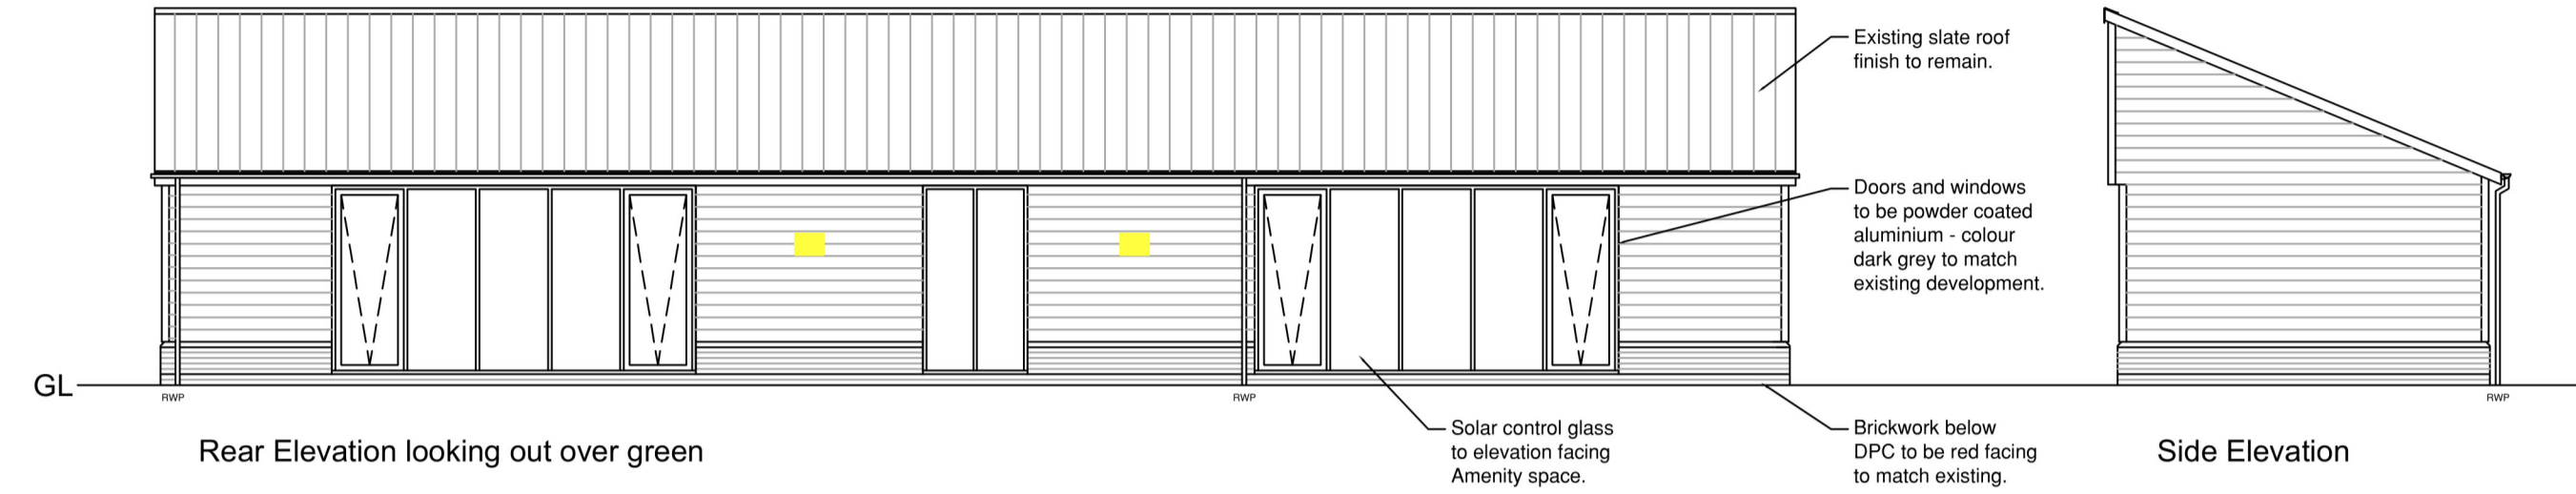 Existing slate roof
finish to remain.
Doors and windows
to be powder coated
aluminium - colour
dark grey to match
existing development.
GL
RWP
RWP
RWP
Solar control glass
to elevation facing
Amenity space.
Brickwork below
DPC to be red facing
to match existing.
Rear Elevation looking out over green
Side Elevation